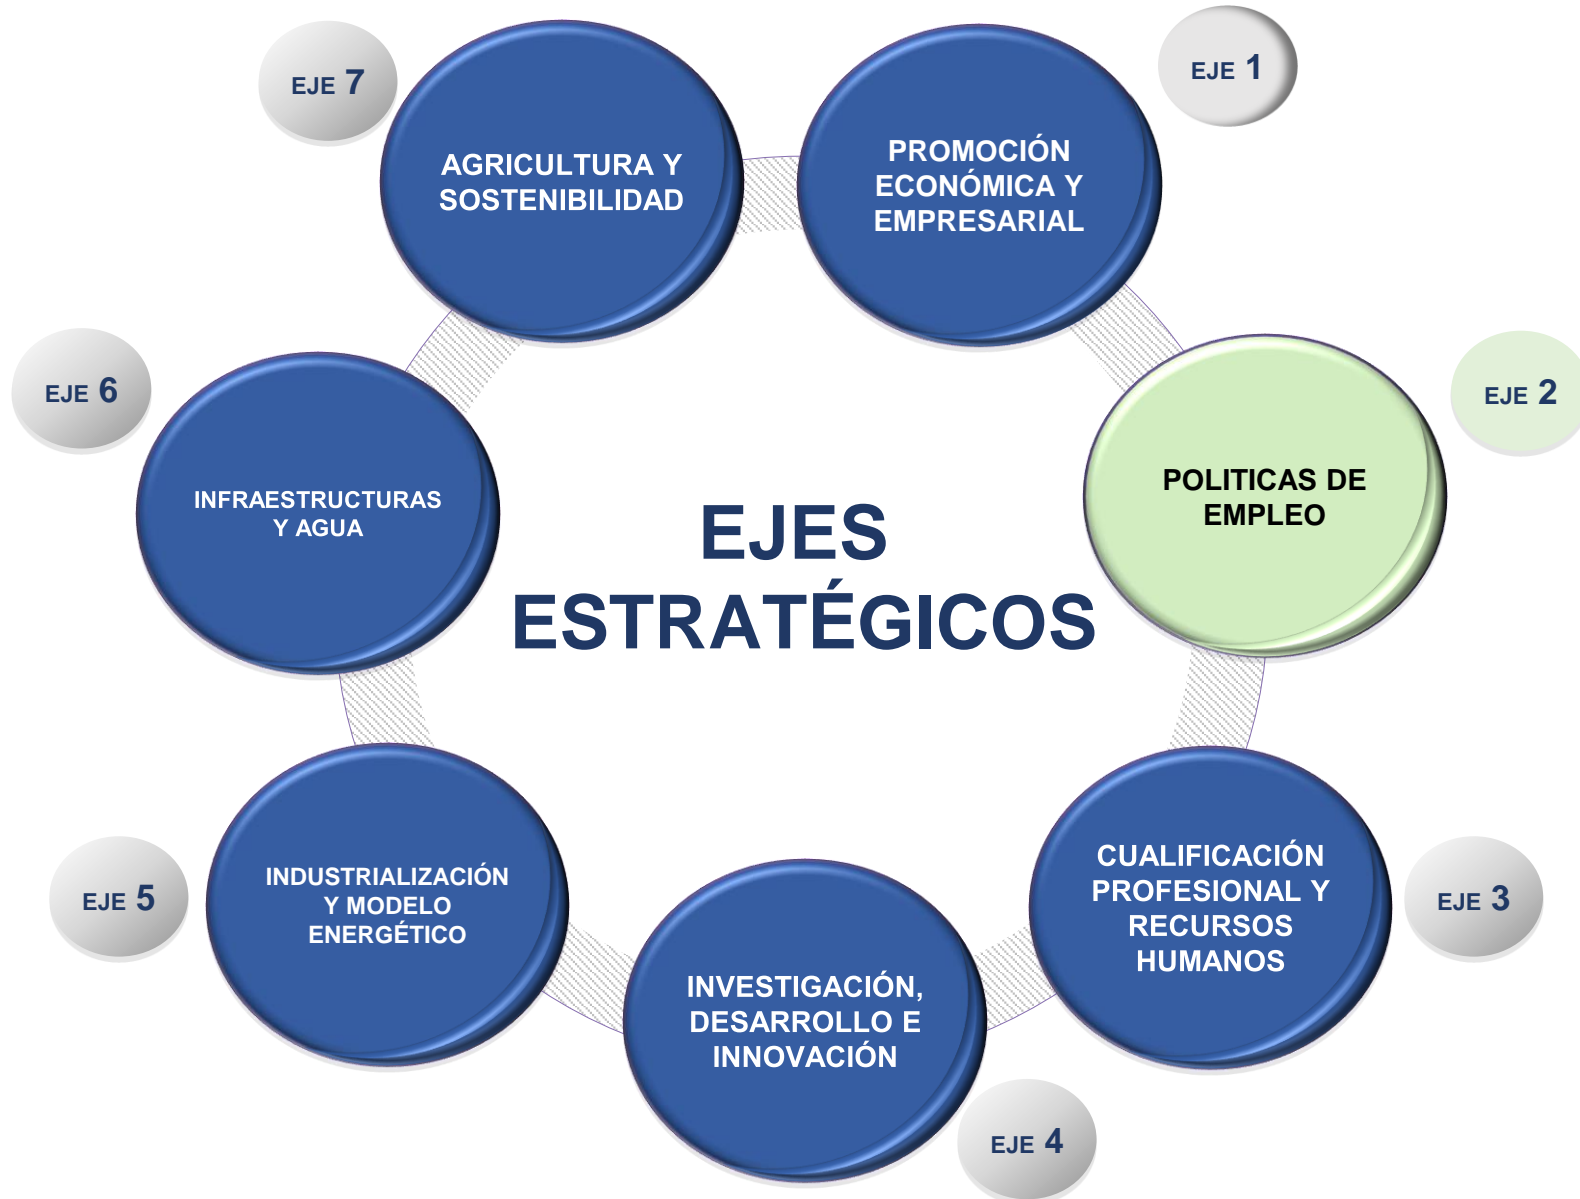 EJE 1
PROMOCIÓN
ECONÓMICA Y
EMPRESARIAL
EJE 2
POLITICAS DE
EMPLEO
EJE 3
CUALIFICACIÓN
PROFESIONAL Y
RECURSOS
HUMANOS
EJE 4
INVESTIGACIÓN,
DESARROLLO E
INNOVACIÓN
EJE 5
INDUSTRIALIZACIÓN
Y MODELO
ENERGÉTICO
EJE 6
INFRAESTRUCTURAS
Y AGUA
EJE 7
AGRICULTURA Y
SOSTENIBILIDAD
EJES
ESTRATÉGICOS